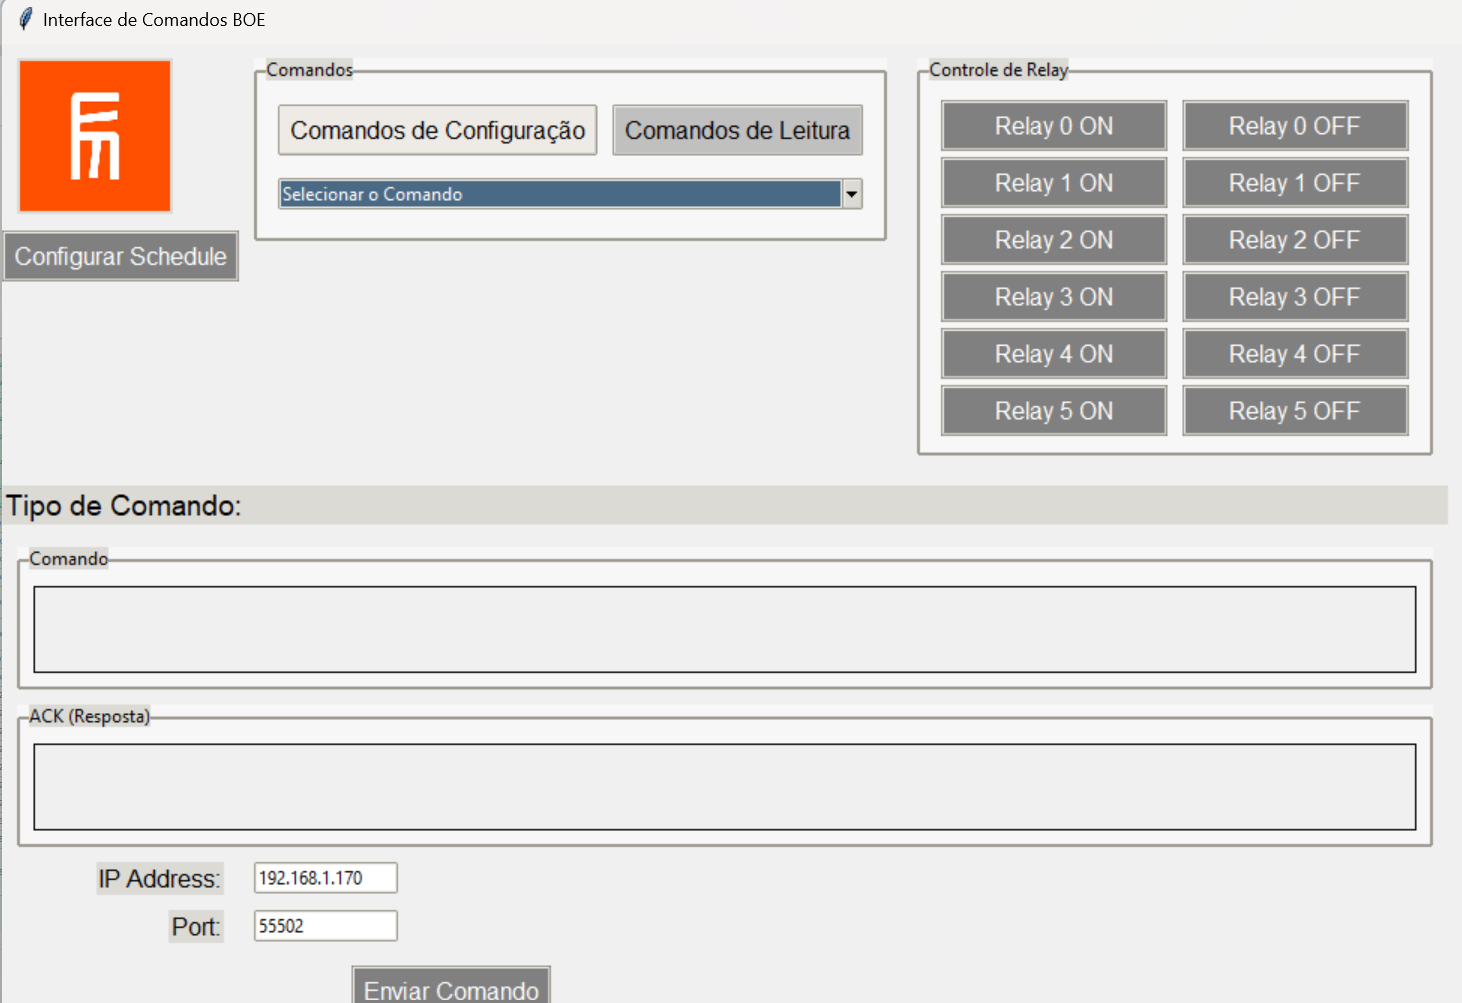 Interface de Comandos BOE
Comandos
Comandos de Configuração
Comandos de Leitura
Selecionar o Comando
Configurar Schedule
Controle de Relay
Relay 0 ON
Relay 0 OFF
Relay 1 ON
Relay 1 OFF
Relay 2 ON
Relay 2 OFF
Relay 3 ON
Relay 3 OFF
Relay 4 ON
Relay 4 OFF
Relay 5 ON
Relay 5 OFF
Tipo de Comando:
Comando
ACK (Resposta)
IP Address: 192.168.1.170
Port: 55502
Enviar Comando